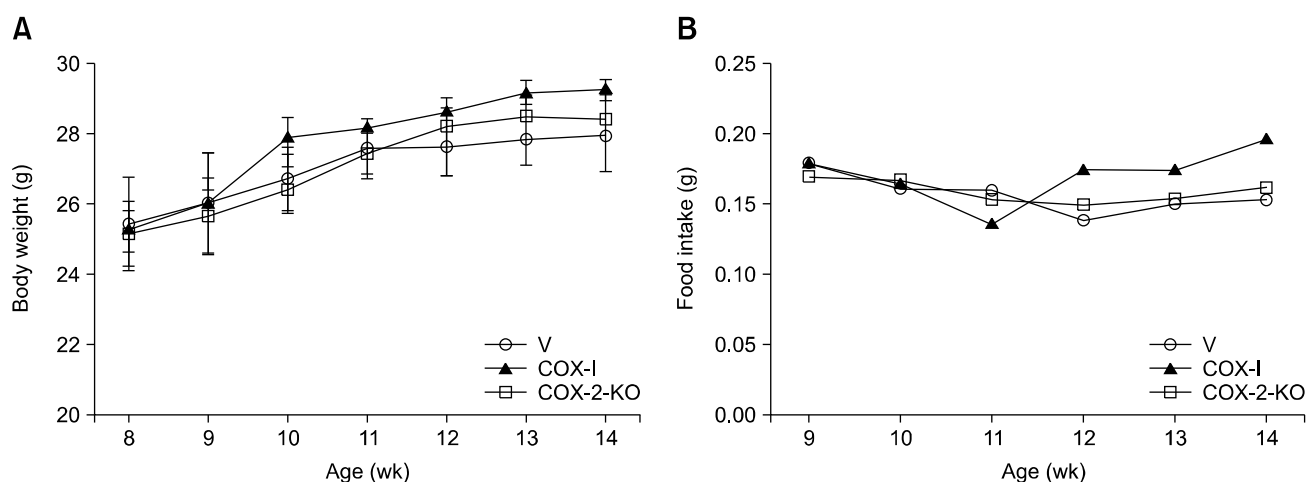 A
Body weight (g)
30
28
26
24
22
20
8 9 10 11 12 13 14
Age (wk)
V
COX-I
COX-2-KO
B
Food intake (g)
0.25
0.20
0.15
0.10
0.05
0.00
9 10 11 12 13 14
Age (wk)
V
COX-I
COX-2-KO